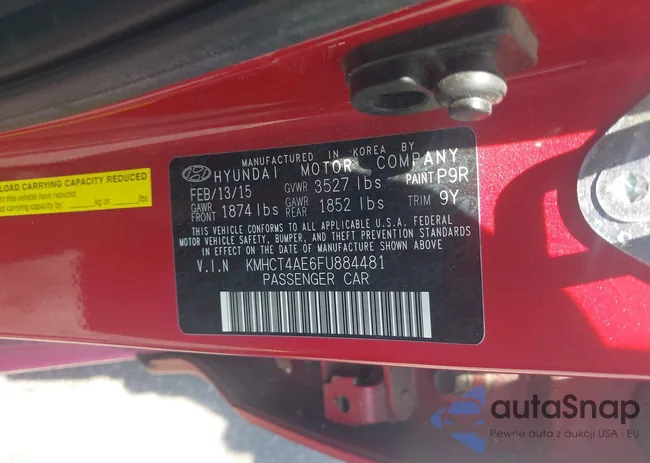 LOAD CARRYING CAPACITY REDUCED
MANUFACTURED IN KOREA BY
HYUNDAI MOTOR COMPANY
FEB/13/15 GVWR 3527 lbs PAINT P9R
GAWR FRONT 1874 lbs GAWR REAR 1852 lbs TRIM 9Y
THIS VEHICLE CONFORMS TO ALL APPLICABLE U.S.A. FEDERAL
MOTOR VEHICLE SAFETY, BUMPER, AND THEFT PREVENTION STANDARDS
IN EFFECT ON THE DATE OF MANUFACTURE SHOWN ABOVE.
V.I.N KMHCT4AE6FU884481
PASSENGER CAR
autaSnap
Pewne auta z aukcji USA i EU